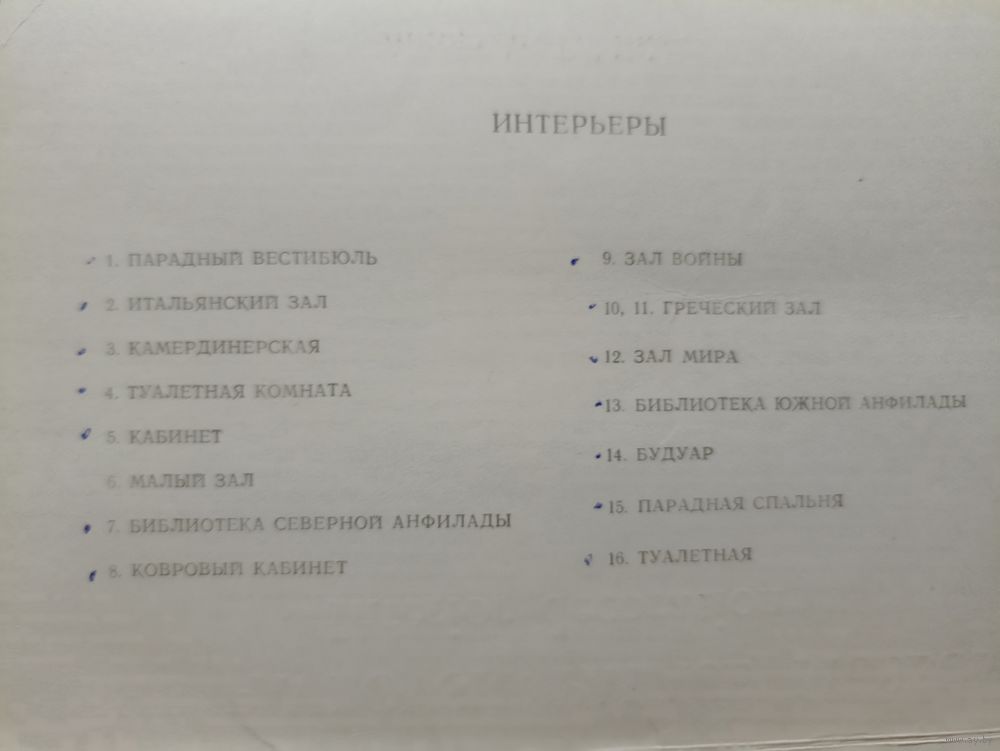 ИНТЕРЬЕРЫ
1. ПАРАДНЫЙ ВЕСТИБЮЛЬ
2. ИТАЛЬЯНСКИЙ ЗАЛ
3. КАМЕРДИНЕРСКАЯ
4. ТУАЛЕТНАЯ КОМНАТА
5. КАБИНЕТ
6. МАЛЫЙ ЗАЛ
7. БИБЛИОТЕКА СЕВЕРНОЙ АНФИЛАДЫ
8. КОВРОВЫЙ КАБИНЕТ
9. ЗАЛ ВОЙНЫ
10, 11. ГРЕЧЕСКИЙ ЗАЛ
12. ЗАЛ МИРА
13. БИБЛИОТЕКА ЮЖНОЙ АНФИЛАДЫ
14. БУДУАР
15. ПАРАДНАЯ СПАЛЬНЯ
16. ТУАЛЕТНАЯ